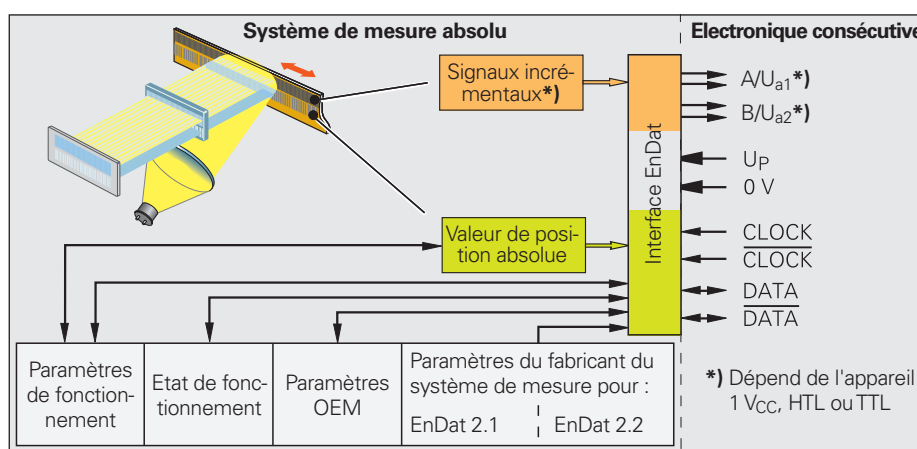 Système de mesure absolu
Electronique consécutive
Signaux incré-
mentaux*)
A/Ua1*)
B/Ua2*)
UP
0 V
Interface EnDat
Valeur de posi-
tion absolue
CLOCK
CLOCK
DATA
DATA
Paramètres
de fonction-
nement
Etat de fonc-
tionnement
Paramètres
OEM
Paramètres du fabricant du
système de mesure pour :
EnDat 2.1
EnDat 2.2
*) Dépend de l'appareil
1 VCC, HTL ou TTL